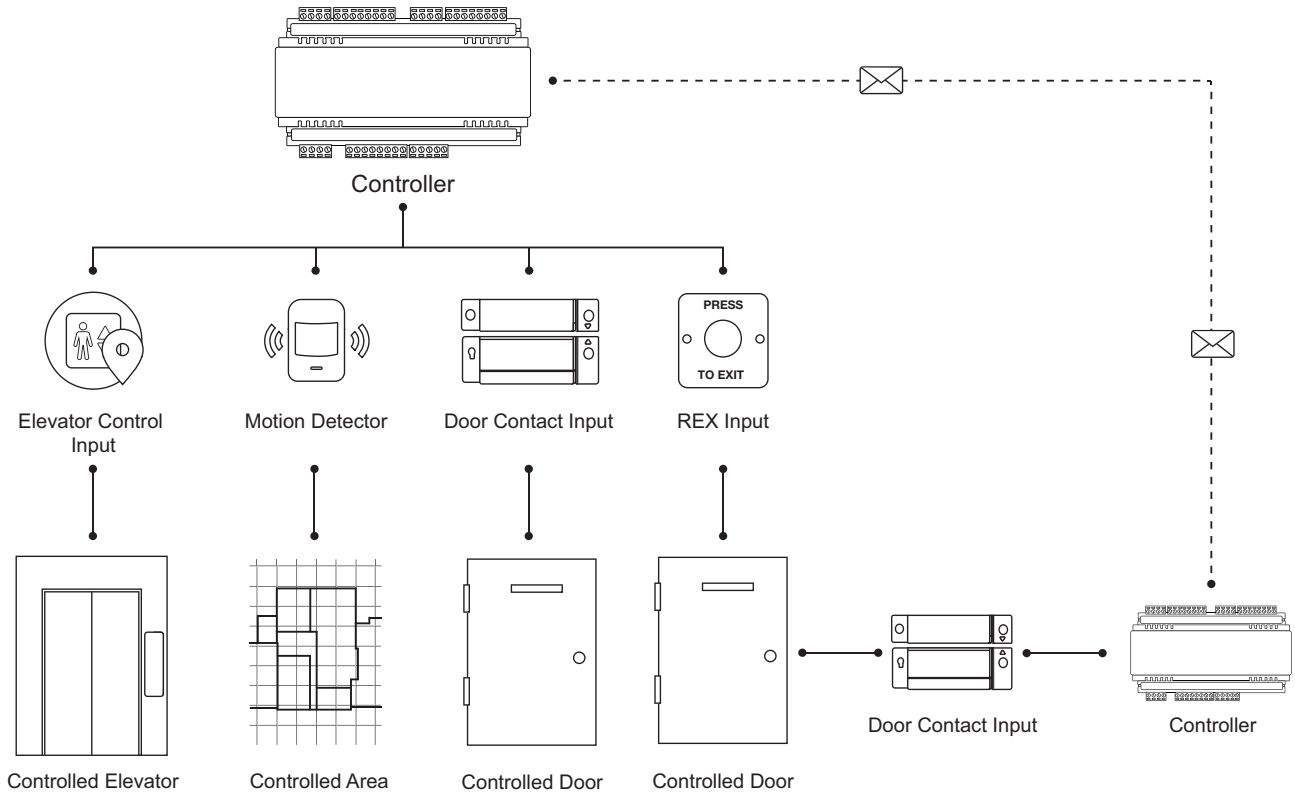 Controller
PRESS
TO EXIT
Elevator Control
Input
Motion Detector
Door Contact Input
REX Input
Door Contact Input
Controller
Controlled Elevator
Controlled Area
Controlled Door
Controlled Door